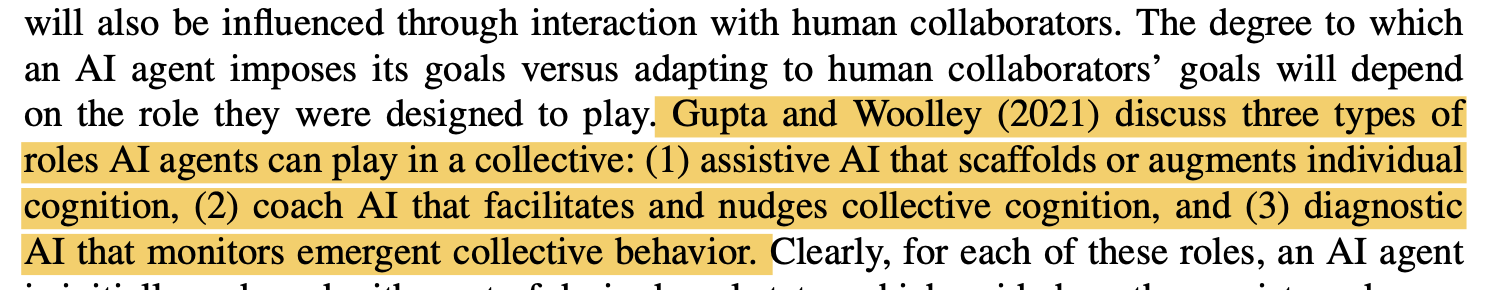 will also be influenced through interaction with human collaborators. The degree to which
an AI agent imposes its goals versus adapting to human collaborators’ goals will depend
on the role they were designed to play. Gupta and Woolley (2021) discuss three types of
roles AI agents can play in a collective: (1) assistive AI that scaffolds or augments individual
cognition, (2) coach AI that facilitates and nudges collective cognition, and (3) diagnostic
AI that monitors emergent collective behavior. Clearly, for each of these roles, an AI agent